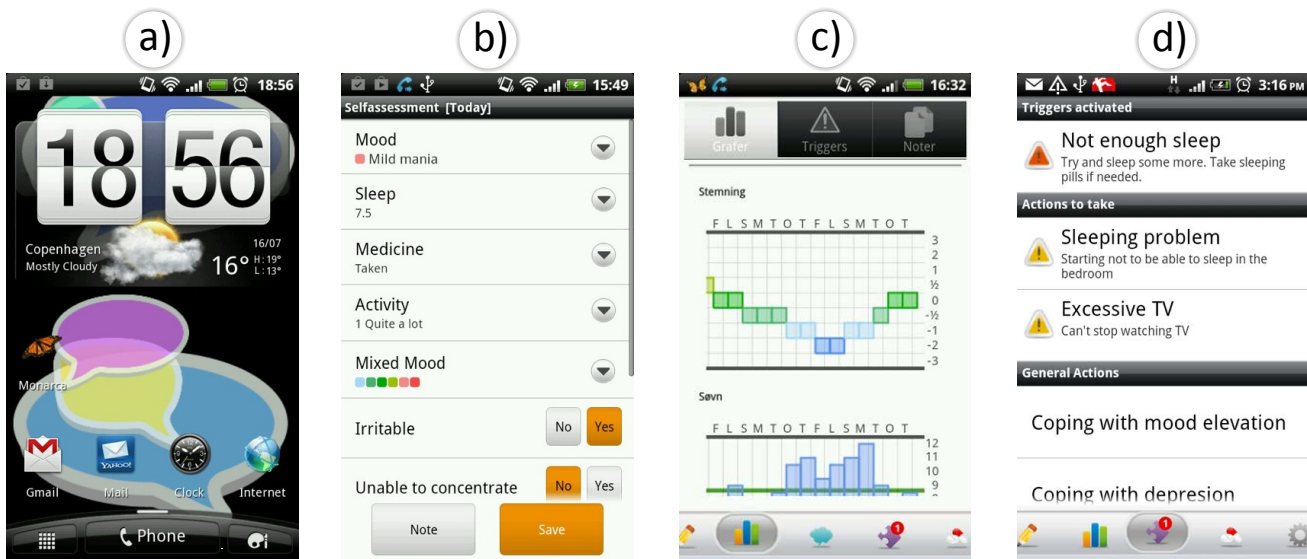 a)
18:56
18 56
Copenhagen
Mostly Cloudy
16/07
16°
H: 19°
L: 13°
Monarca
Gmail
YAHOO!
Mail
Clock
Internet
Phone
b)
15:49
Selfassessment [Today]
Mood
Mild mania
Sleep
7.5
Medicine
Taken
Activity
1 Quite a lot
Mixed Mood
Irritable
No
Yes
Unable to concentrate
No
Yes
Note
Save
c)
16:32
Grafer
Triggers
Noter
Stemning
F L S M T O T F L S M T O T
3
2
1
½
0
-½
-1
-2
-3
Søvn
F L S M T O T F L S M T O T
12
11
10
9
1
d)
H
3:16 PM
Triggers activated
Not enough sleep
Try and sleep some more. Take sleeping
pills if needed.
Actions to take
Sleeping problem
Starting not to be able to sleep in the
bedroom
Excessive TV
Can't stop watching TV
General Actions
Coping with mood elevation
Coping with depresion
1